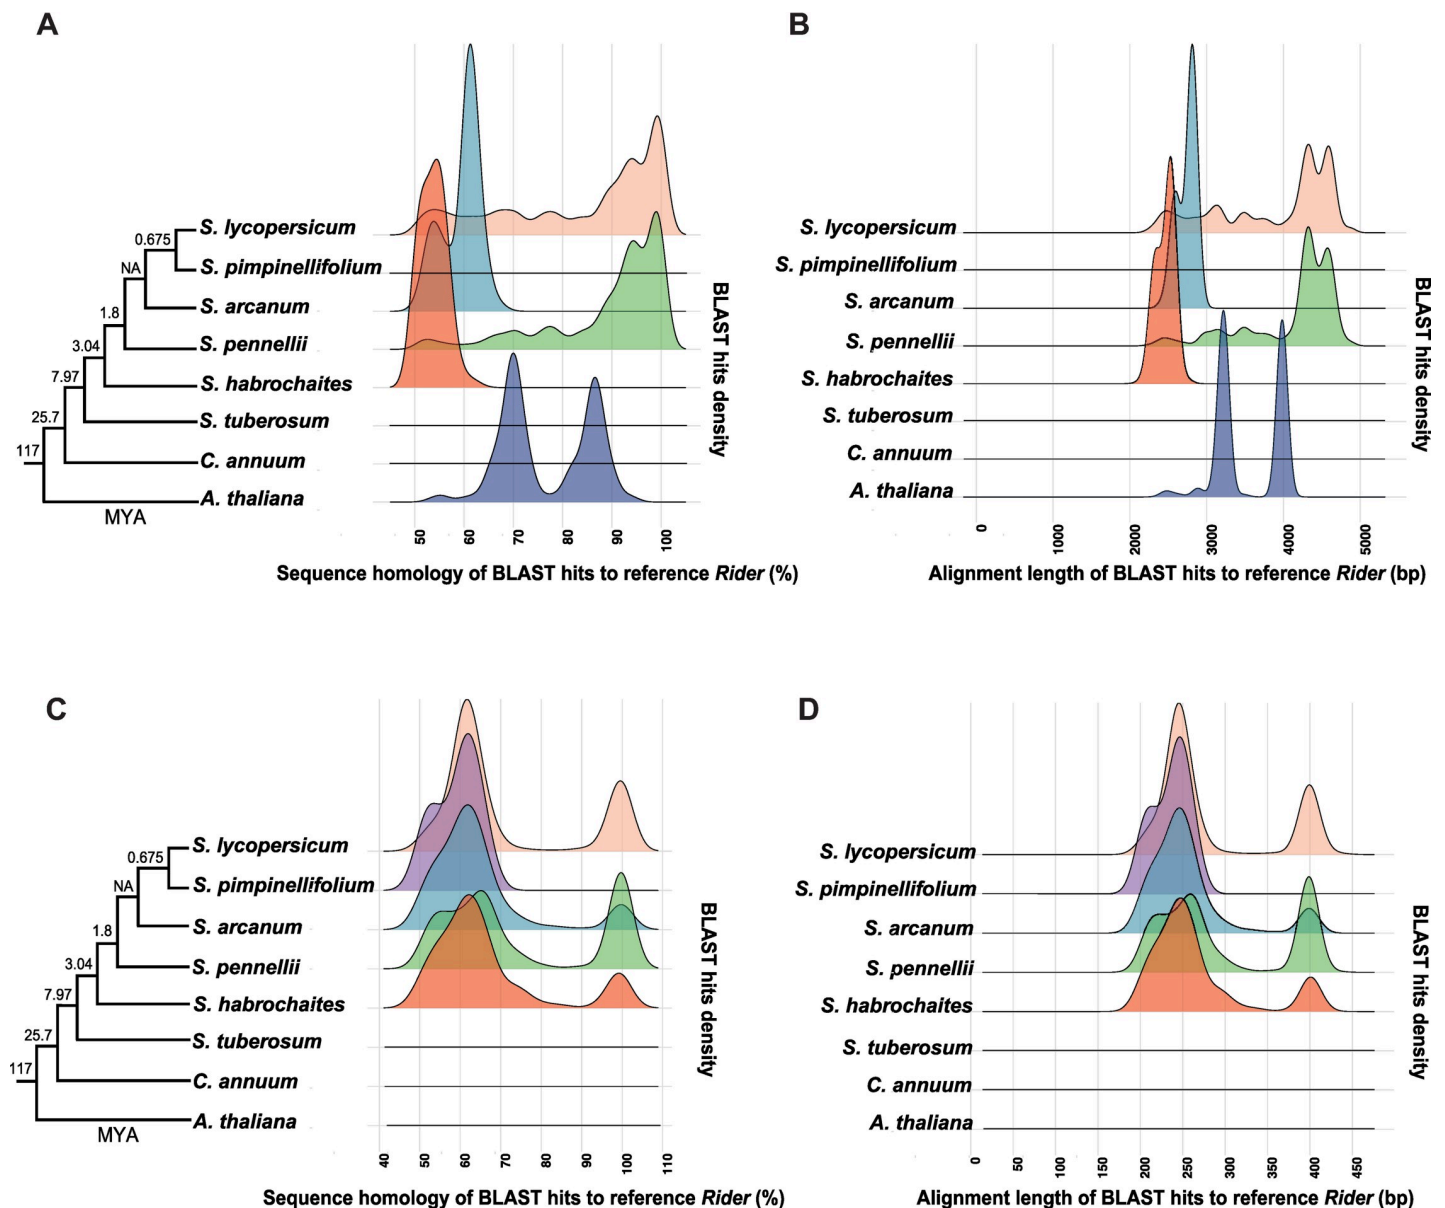 A
B
S. lycopersicum
S. pimpinellifolium
S. arcanum
S. pennellii
S. habrochaites
S. tuberosum
C. annuum
A. thaliana
0.675
NA
1.8
3.04
7.97
25.7
117
MYA
50
60
70
80
90
100
Sequence homology of BLAST hits to reference Rider (%)
BLAST hits density
S. lycopersicum
S. pimpinellifolium
S. arcanum
S. pennellii
S. habrochaites
S. tuberosum
C. annuum
A. thaliana
0
1000
2000
3000
4000
5000
Alignment length of BLAST hits to reference Rider (bp)
BLAST hits density
C
D
S. lycopersicum
S. pimpinellifolium
S. arcanum
S. pennellii
S. habrochaites
S. tuberosum
C. annuum
A. thaliana
0.675
NA
1.8
3.04
7.97
25.7
117
MYA
40
50
60
70
80
90
100
110
Sequence homology of BLAST hits to reference Rider (%)
BLAST hits density
S. lycopersicum
S. pimpinellifolium
S. arcanum
S. pennellii
S. habrochaites
S. tuberosum
C. annuum
A. thaliana
0
50
100
150
200
250
300
350
400
450
Alignment length of BLAST hits to reference Rider (bp)
BLAST hits density